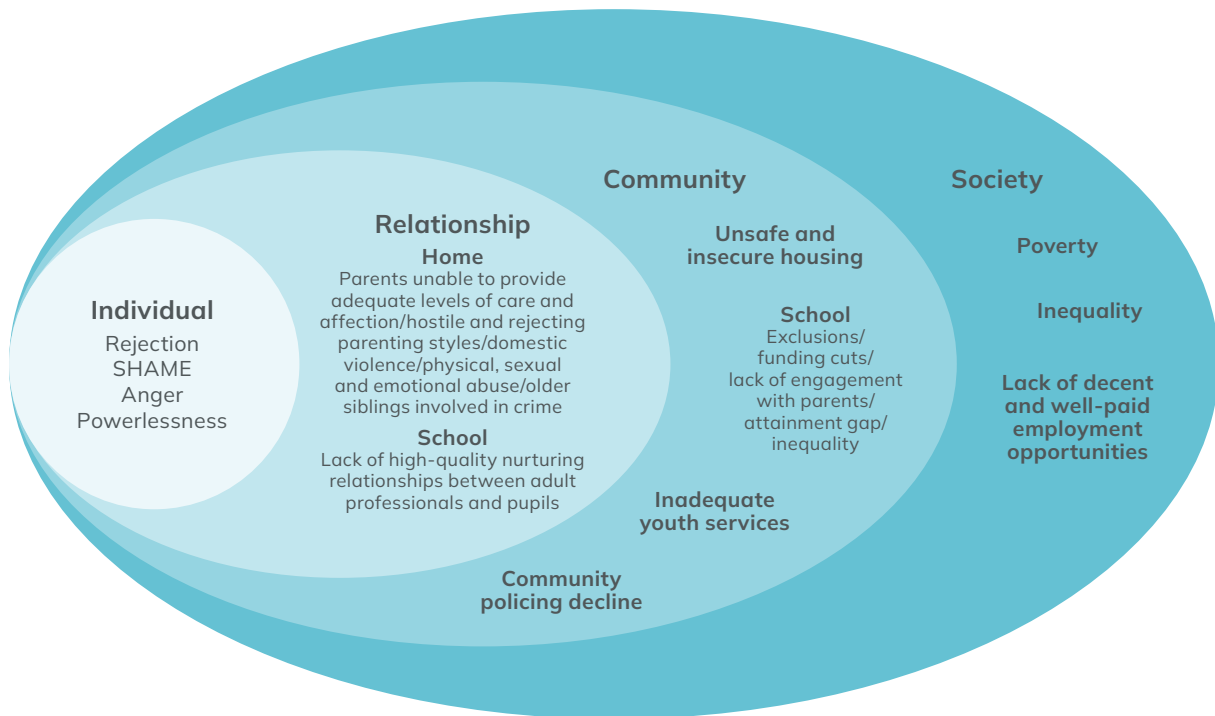 Individual
Rejection
SHAME
Anger
Powerlessness
Relationship
Home
Parents unable to provide
adequate levels of care and
affection/hostile and rejecting
parenting styles/domestic
violence/physical, sexual
and emotional abuse/older
siblings involved in crime
School
Lack of high-quality nurturing
relationships between adult
professionals and pupils
Community
Unsafe and
insecure housing
School
Exclusions/
funding cuts/
lack of engagement
with parents/
attainment gap/
inequality
Inadequate
youth services
Community
policing decline
Society
Poverty
Inequality
Lack of decent
and well-paid
employment
opportunities